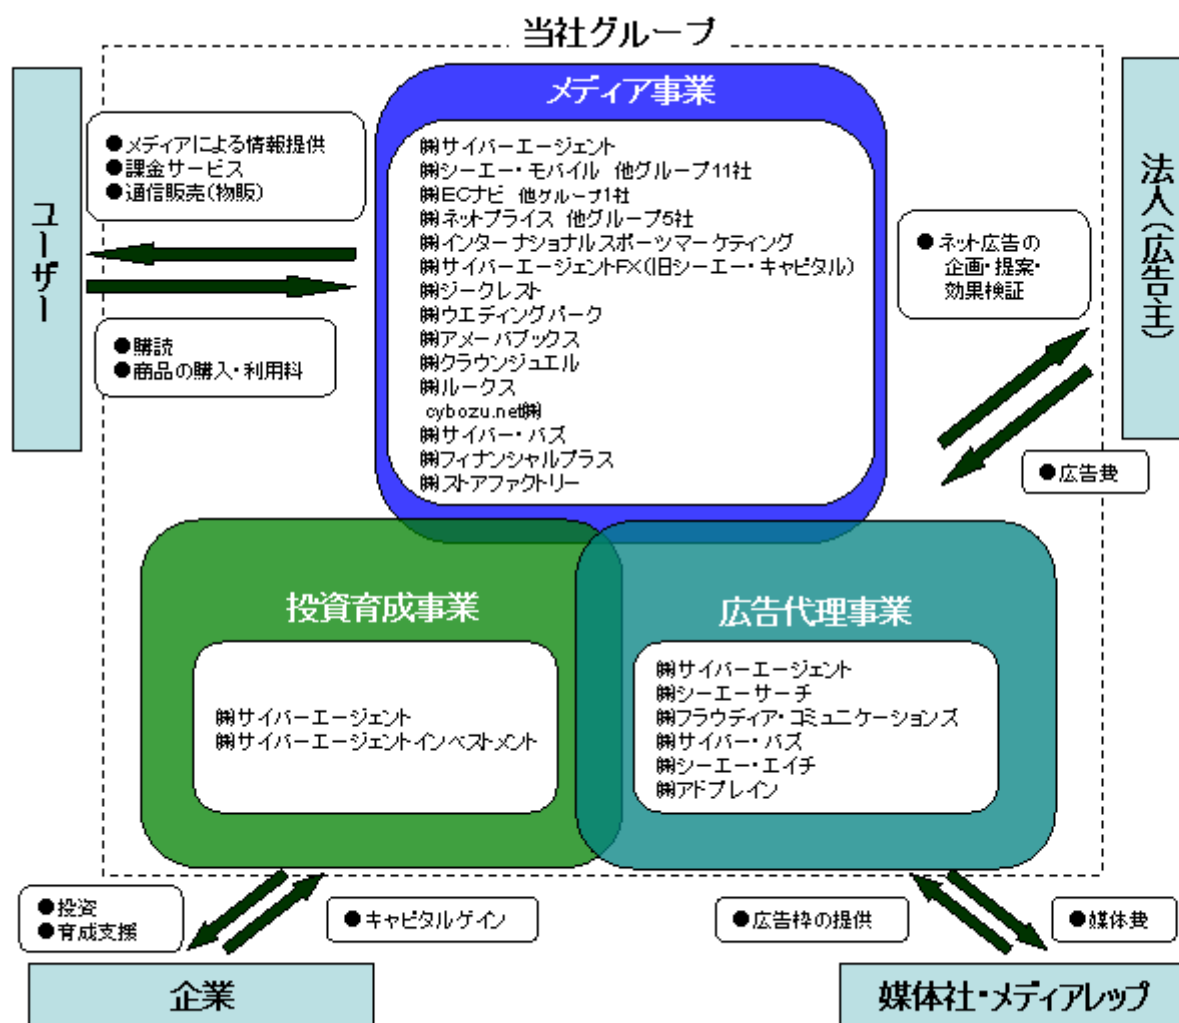 当社グループ
メディア事業
㈱サイバーエージェント
㈱シーエー・モバイル 他グループ11社
㈱ECナビ 他グループ1社
㈱ネットプライス 他グループ5社
㈱インターナショナルスポーツマーケティング
㈱サイバーエージェントFX(旧シーエー・キャピタル)
㈱ジークレスト
㈱ウエディングパーク
㈱アメーバブックス
㈱クラウンジュエル
㈱ルークス
cybozu.net㈱
㈱サイバー・バズ
㈱フィナンシャルプラス
㈱ストアファクトリー
ユーザー
●メディアによる情報提供
●課金サービス
●通信販売(物販)
●購読
●商品の購入・利用料
法人(広告主)
●ネット広告の
企画・提案・
効果検証
●広告費
投資育成事業
㈱サイバーエージェント
㈱サイバーエージェントインベストメント
広告代理事業
㈱サイバーエージェント
㈱シーエーサーチ
㈱フラウディア・コミュニケーションズ
㈱サイバー・バズ
㈱シーエー・エイチ
㈱アドプレイン
●投資
●育成支援
●キャピタルゲイン
●広告枠の提供
●媒体費
企業
媒体社・メディアレップ